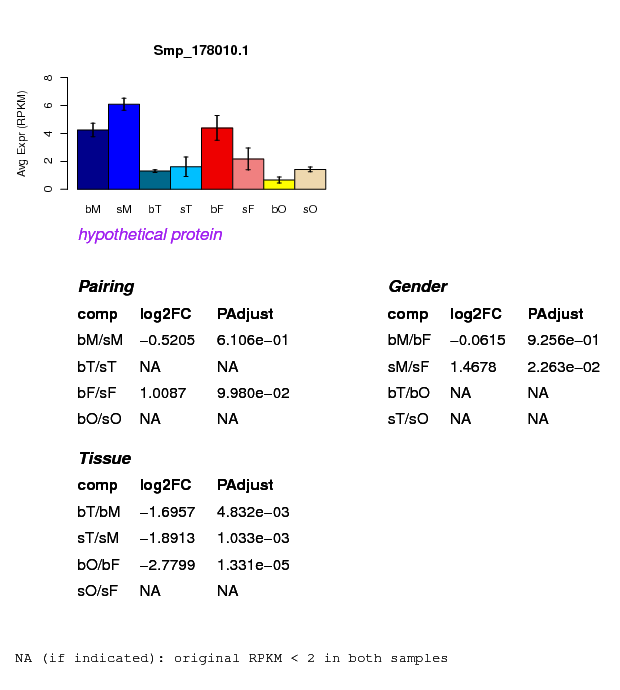 Smp_178010.1
Avg Expr (RPKM)
8
6
4
2
0
bM sM bT sT bF sF bO sO
hypothetical protein
Pairing
comp log2FC PAdjust
bM/sM −0.5205 6.106e−01
bT/sT NA NA
bF/sF 1.0087 9.980e−02
bO/sO NA NA
Gender
comp log2FC PAdjust
bM/bF −0.0615 9.256e−01
sM/sF 1.4678 2.263e−02
bT/bO NA NA
sT/sO NA NA
Tissue
comp log2FC PAdjust
bT/bM −1.6957 4.832e−03
sT/sM −1.8913 1.033e−03
bO/bF −2.7799 1.331e−05
sO/sF NA NA
NA (if indicated): original RPKM < 2 in both samples